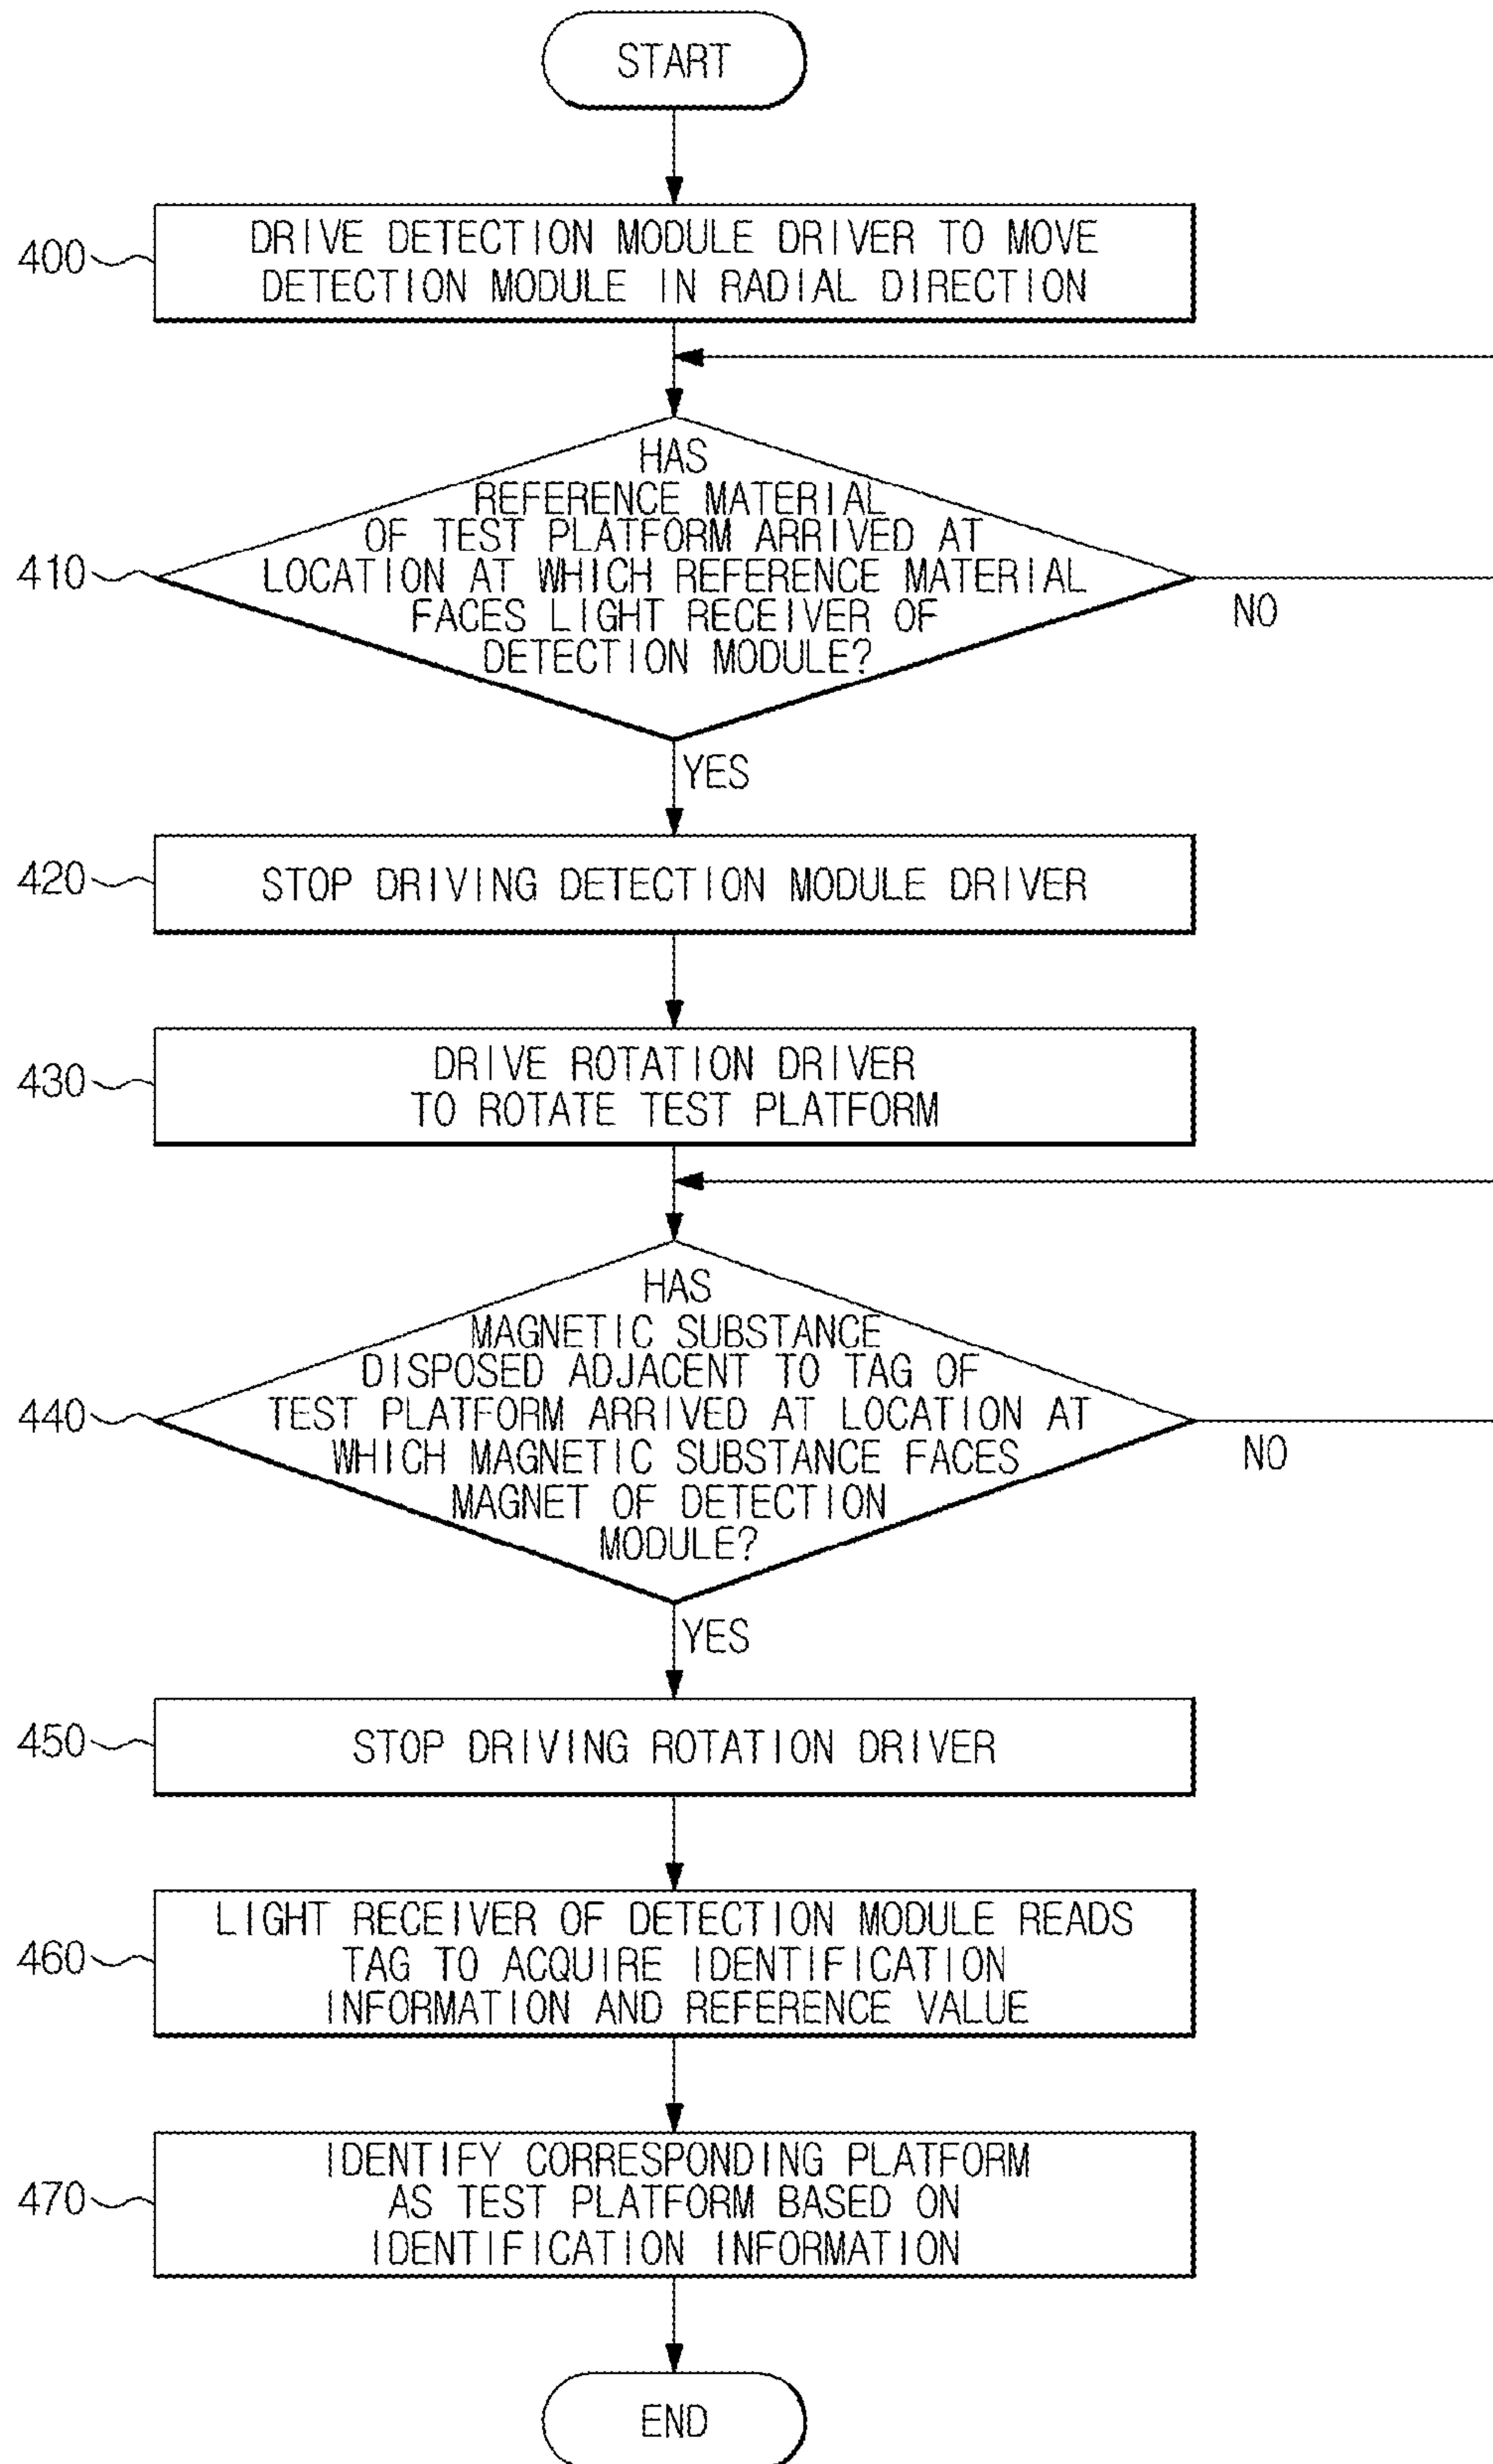 START
400
DRIVE DETECTION MODULE DRIVER TO MOVE
DETECTION MODULE IN RADIAL DIRECTION
410
HAS
REFERENCE MATERIAL
OF TEST PLATFORM ARRIVED AT
LOCATION AT WHICH REFERENCE MATERIAL
FACES LIGHT RECEIVER OF
DETECTION MODULE?
NO
YES
420
STOP DRIVING DETECTION MODULE DRIVER
430
DRIVE ROTATION DRIVER
TO ROTATE TEST PLATFORM
440
HAS
MAGNETIC SUBSTANCE
DISPOSED ADJACENT TO TAG OF
TEST PLATFORM ARRIVED AT LOCATION AT
WHICH MAGNETIC SUBSTANCE FACES
MAGNET OF DETECTION
MODULE?
NO
YES
450
STOP DRIVING ROTATION DRIVER
460
LIGHT RECEIVER OF DETECTION MODULE READS
TAG TO ACQUIRE IDENTIFICATION
INFORMATION AND REFERENCE VALUE
470
IDENTIFY CORRESPONDING PLATFORM
AS TEST PLATFORM BASED ON
IDENTIFICATION INFORMATION
END